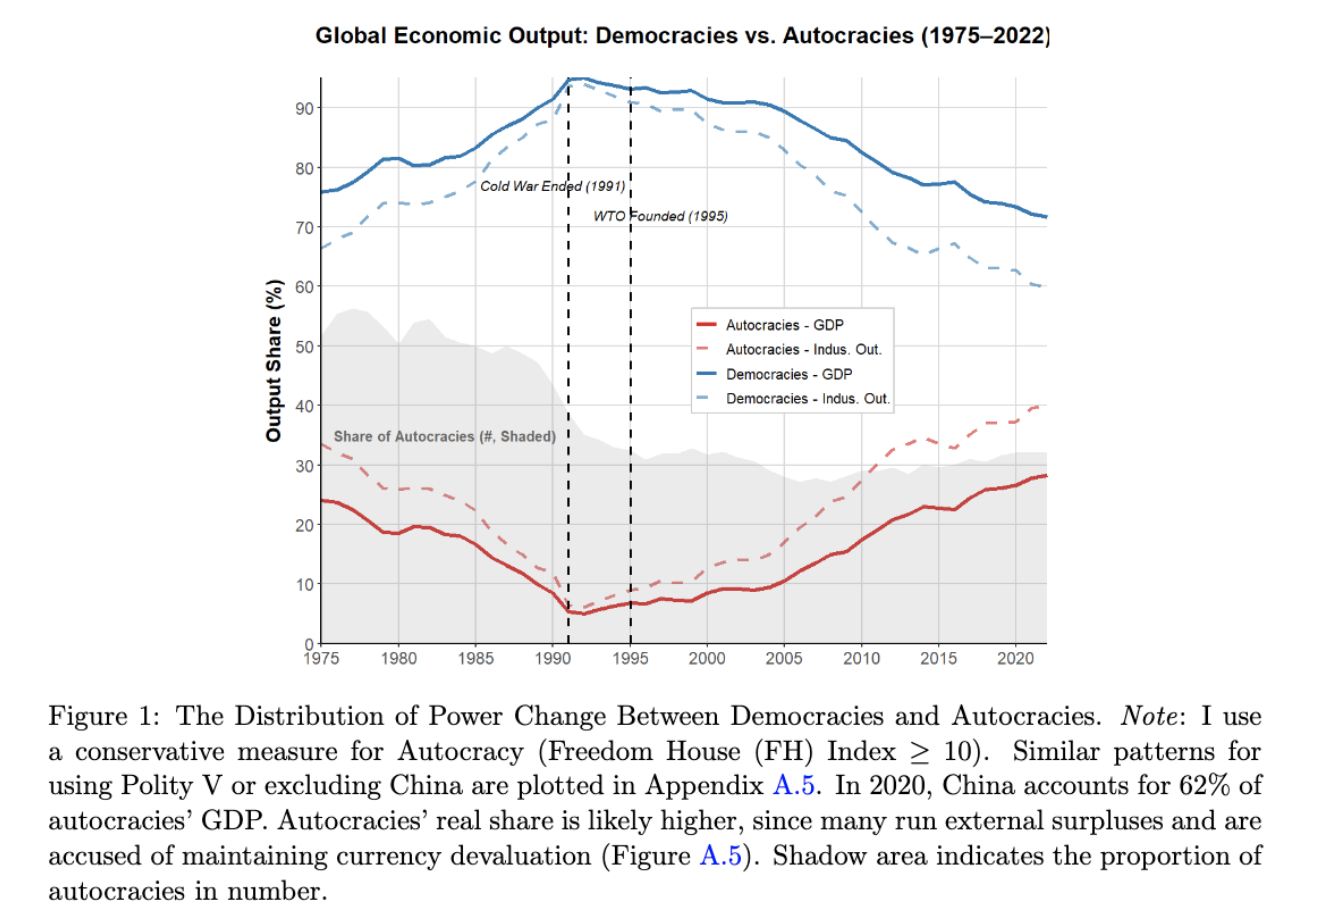 Global Economic Output: Democracies vs. Autocracies (1975–2022)
Output Share (%)
90
80
70
60
50
40
30
20
10
0
Cold War Ended (1991)
WTO Founded (1995)
Autocracies - GDP
Autocracies - Indus. Out.
Democracies - GDP
Democracies - Indus. Out.
Share of Autocracies (#, Shaded)
1975 1980 1985 1990 1995 2000 2005 2010 2015 2020
Figure 1: The Distribution of Power Change Between Democracies and Autocracies. Note: I use
a conservative measure for Autocracy (Freedom House (FH) Index ≥ 10). Similar patterns for
using Polity V or excluding China are plotted in Appendix A.5. In 2020, China accounts for 62% of
autocracies' GDP. Autocracies' real share is likely higher, since many run external surpluses and are
accused of maintaining currency devaluation (Figure A.5). Shadow area indicates the proportion of
autocracies in number.